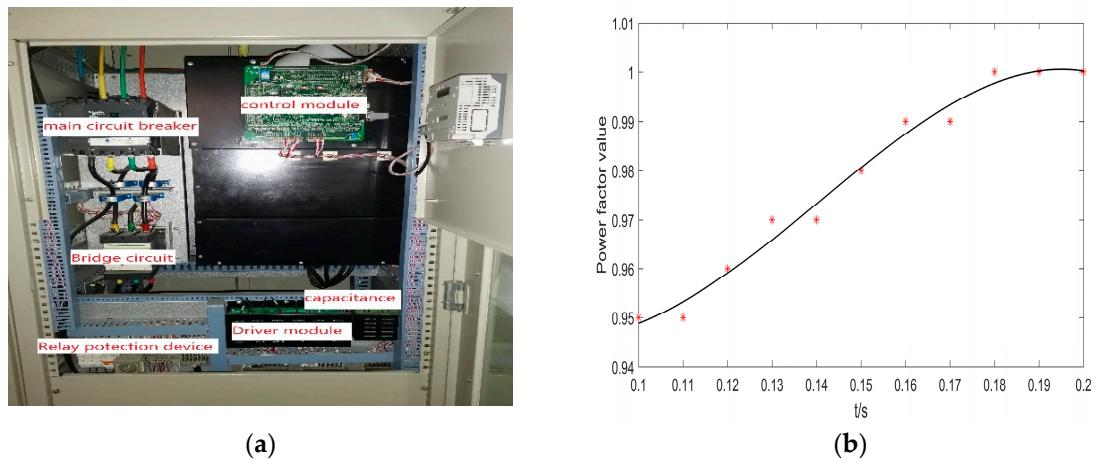 control module
main circuit breaker
Bridge circuit
capacitance
Driver module
Relay potection device
(a)
1.01
1
0.99
0.98
0.97
0.96
0.95
0.94
Power factor value
0.1 0.11 0.12 0.13 0.14 0.15 0.16 0.17 0.18 0.19 0.2
t/s
(b)